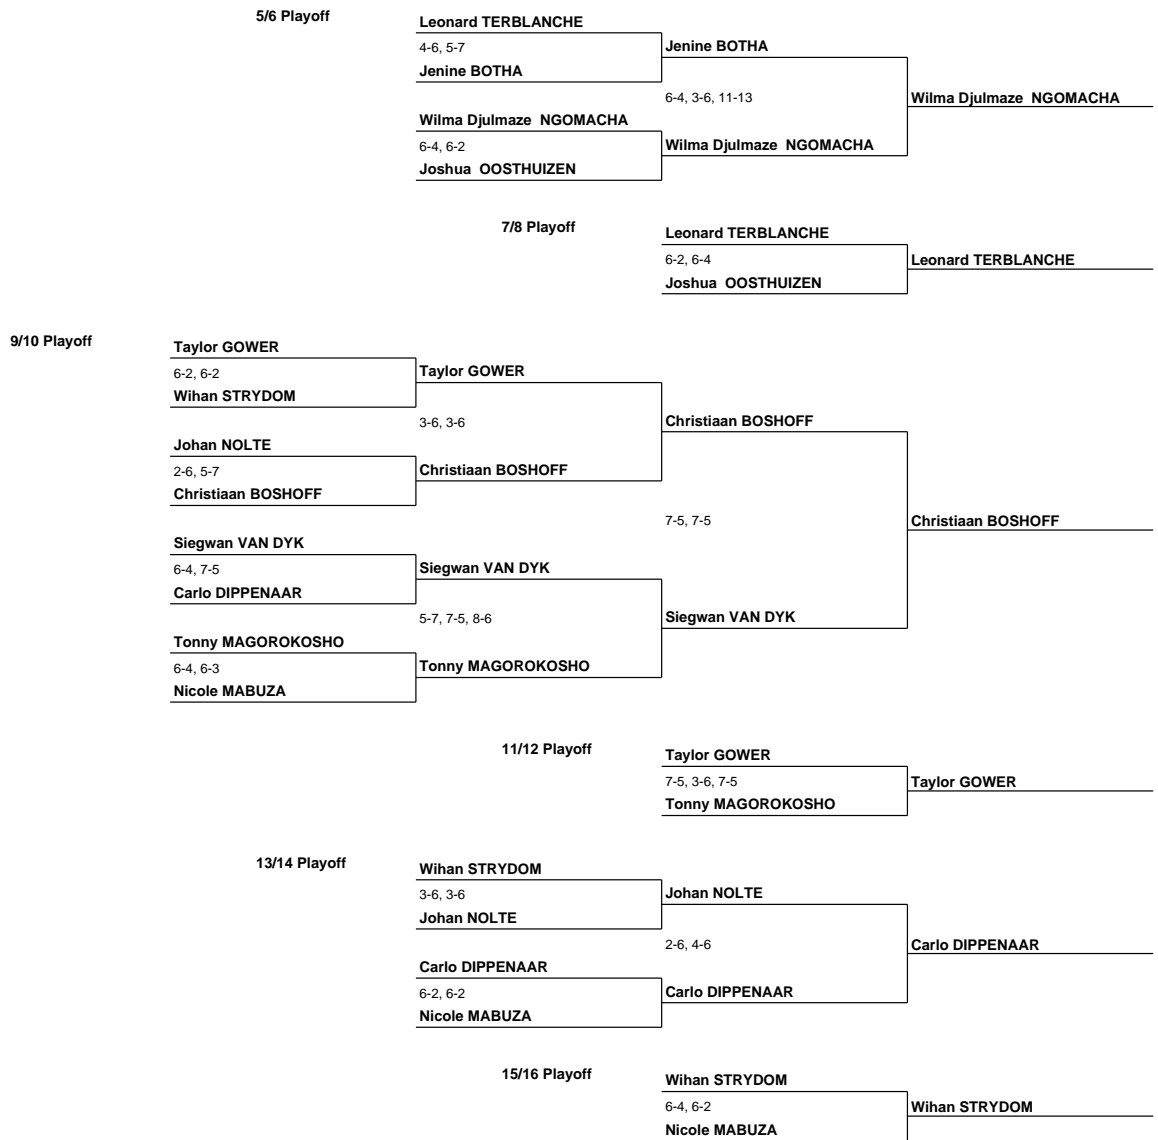 5/6 Playoff
Leonard TERBLANCHE
4-6, 5-7
Jenine BOTHA
Jenine BOTHA
6-4, 3-6, 11-13
Wilma Djulmaze  NGOMACHA
Wilma Djulmaze  NGOMACHA
6-4, 6-2
Wilma Djulmaze  NGOMACHA
Joshua  OOSTHUIZEN
7/8 Playoff
Leonard TERBLANCHE
6-2, 6-4
Leonard TERBLANCHE
Joshua  OOSTHUIZEN
9/10 Playoff
Taylor GOWER
6-2, 6-2
Taylor GOWER
Wihan STRYDOM
3-6, 3-6
Christiaan BOSHOFF
Johan NOLTE
2-6, 5-7
Christiaan BOSHOFF
Christiaan BOSHOFF
7-5, 7-5
Christiaan BOSHOFF
Siegwan VAN DYK
6-4, 7-5
Siegwan VAN DYK
Carlo DIPPENAAR
5-7, 7-5, 8-6
Siegwan VAN DYK
Tonny MAGOROKOSHO
6-4, 6-3
Tonny MAGOROKOSHO
Nicole MABUZA
11/12 Playoff
Taylor GOWER
7-5, 3-6, 7-5
Taylor GOWER
Tonny MAGOROKOSHO
13/14 Playoff
Wihan STRYDOM
3-6, 3-6
Johan NOLTE
Johan NOLTE
2-6, 4-6
Carlo DIPPENAAR
Carlo DIPPENAAR
6-2, 6-2
Carlo DIPPENAAR
Nicole MABUZA
15/16 Playoff
Wihan STRYDOM
6-4, 6-2
Wihan STRYDOM
Nicole MABUZA